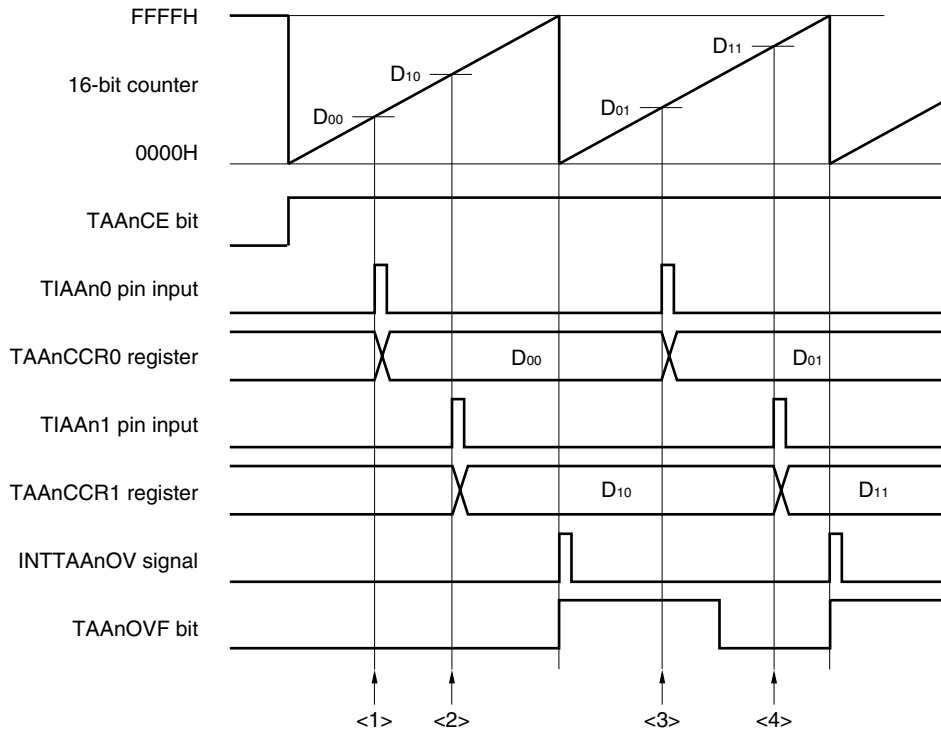 FFFFH
D11
D10
16-bit counter
D01
D00
0000H
TAAnCE bit
TIAAn0 pin input
TAAnCCR0 register D00 D01
TIAAn1 pin input
TAAnCCR1 register D10 D11
INTTAAnOV signal
TAAnOVF bit
<1> <2> <3> <4>